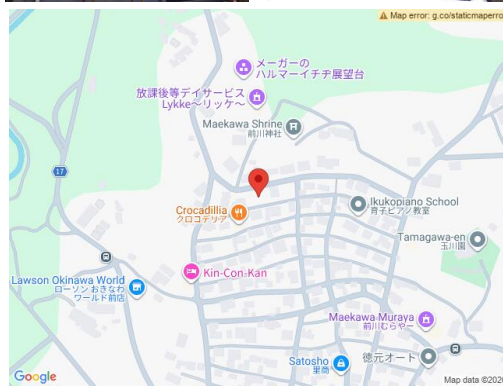 Map error: g.co/staticmaperro
メーガーの
ハルマーイチヂ展望台
放課後等デイサービス
Lykke～リッケ～
Maekawa Shrine
前川神社
17
Crocadillia
クロコデリア
Ikukopiano School
育子ピアノ教室
Tamagawa-en
玉川園
Kin-Con-Kan
Lawson Okinawa World
ローソン おきなわ
ワールド前店
Maekawa Muraya
前川むらやー
Satosho
里商
徳元オート
Google
Map data ©2026